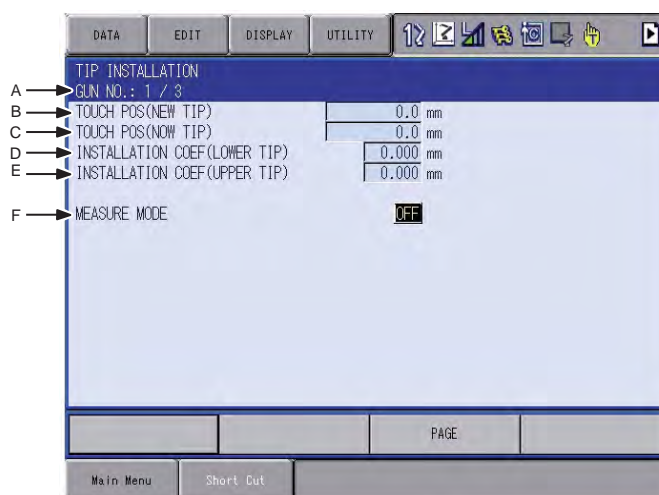 DATA EDIT DISPLAY UTILITY
TIP INSTALLATION
A GUN NO.: 1 / 3
B TOUCH POS(NEW TIP) 0.0 mm
C TOUCH POS(NOW TIP) 0.0 mm
D INSTALLATION COEF(LOWER TIP) 0.000 mm
E INSTALLATION COEF(UPPER TIP) 0.000 mm
F MEASURE MODE OFF
PAGE
Main Menu Short Cut